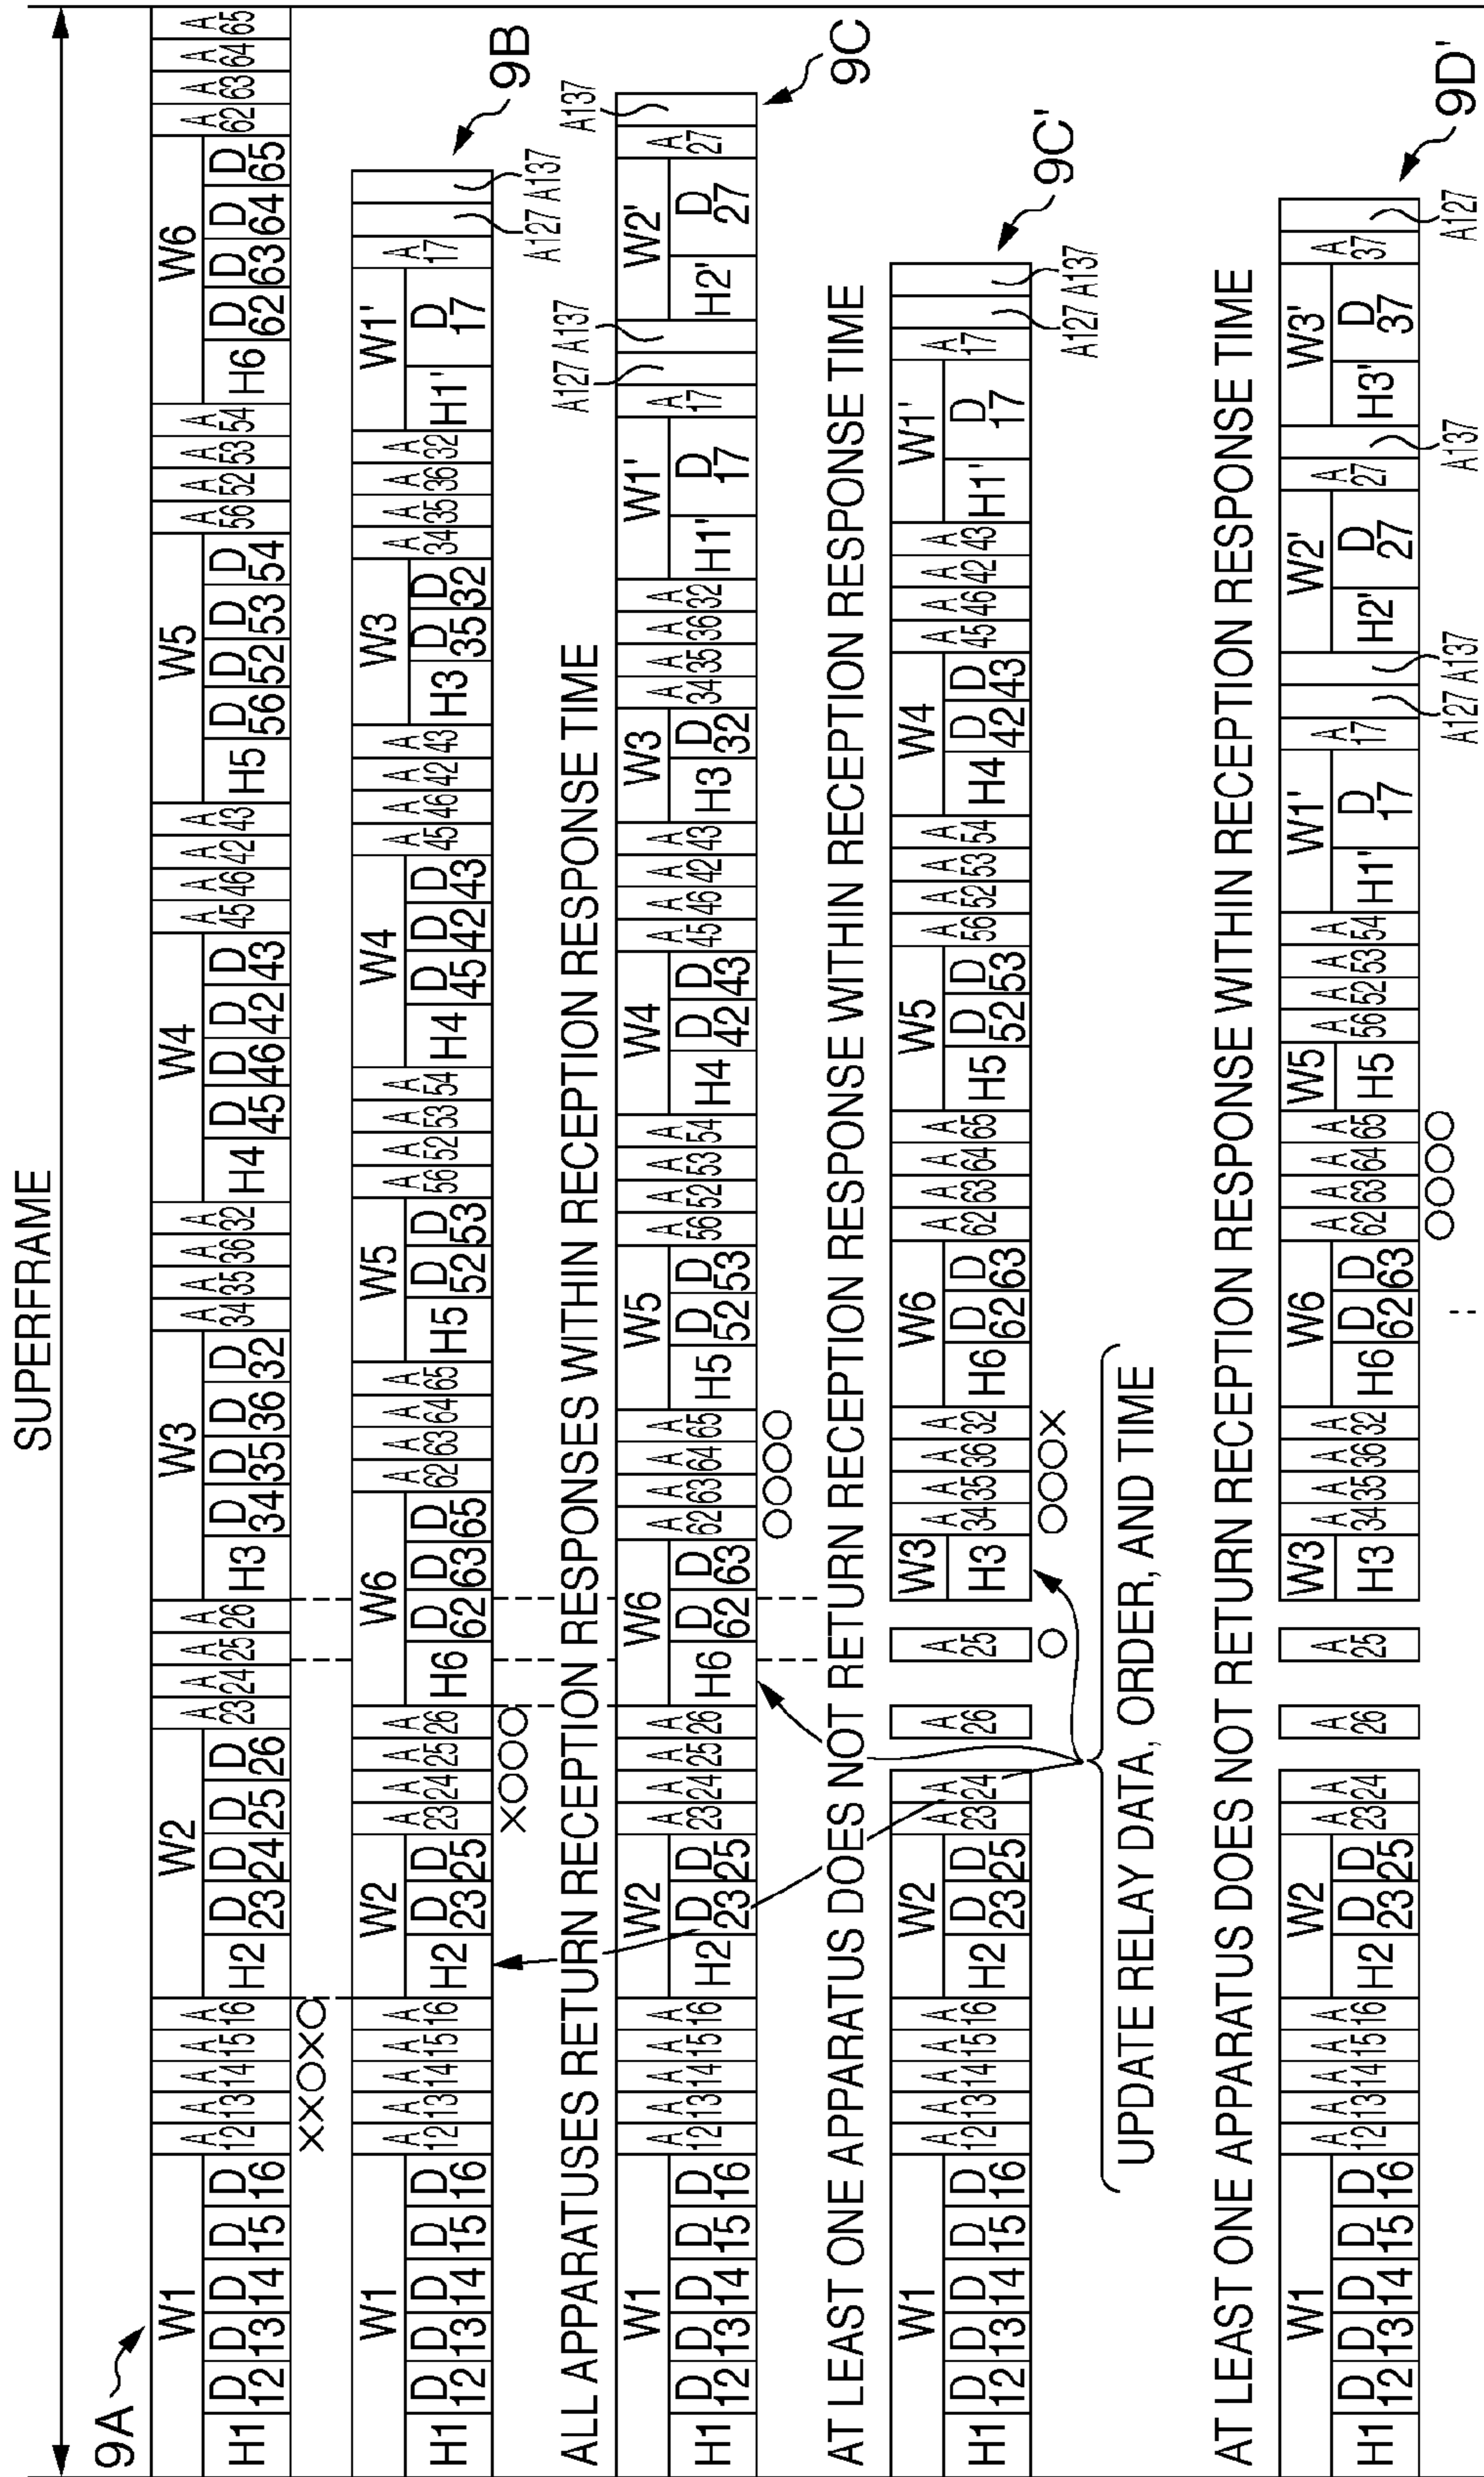 SUPERFRAME
9A
W1 W2 W3 W4 W5 W6
H1 D12 D13 D14 D15 D16 A12 A13 A14 A15 A16 H2 D23 D24 D25 D26 A23 A24 A25 A26 H3 D34 D35 D36 D32 A34 A35 A36 A32 H4 D45 D46 D42 D43 A45 A46 A42 A43 H5 D56 D52 D53 D54 A56 A52 A53 A54 H6 D62 D63 D64 D65 A62 A63 A64 A65
××○×○
9B
W1 W2 W6 W5 W4 W3 W1'
H1 D12 D13 D14 D15 D16 A12 A13 A14 A15 A16 H2 D23 D25 A23 A24 A25 A26 H6 D62 D63 D65 A62 A63 A64 A65 H5 D52 D53 A56 A52 A53 A54 H4 D45 D42 D43 A45 A46 A42 A43 H3 D35 D32 A34 A35 A36 A32 H1' D17 A17
×○○○
A127 A137
ALL APPARATUSES RETURN RECEPTION RESPONSES WITHIN RECEPTION RESPONSE TIME
A127 A137 A137
9C
W1 W2 W6 W5 W4 W3 W1' W2'
H1 D12 D13 D14 D15 D16 A12 A13 A14 A15 A16 H2 D23 D25 A23 A24 A25 A26 H6 D62 D63 A62 A63 A64 A65 H5 D52 D53 A56 A52 A53 A54 H4 D42 D43 A45 A46 A42 A43 H3 D32 A34 A35 A36 A32 H1' D17 A17 H2' D27 A27
○○○○
AT LEAST ONE APPARATUS DOES NOT RETURN RECEPTION RESPONSE WITHIN RECEPTION RESPONSE TIME
9C'
W1 W2 W3 W6 W5 W4 W1'
H1 D12 D13 D14 D15 D16 A12 A13 A14 A15 A16 H2 D23 D25 A23 A24 A26 A25 H3 A34 A35 A36 A32 H6 D62 D63 A62 A63 A64 A65 H5 D52 D53 A56 A52 A53 A54 H4 D42 D43 A45 A46 A42 A43 H1' D17 A17
○ ○○○×
A127 A137
UPDATE RELAY DATA, ORDER, AND TIME
AT LEAST ONE APPARATUS DOES NOT RETURN RECEPTION RESPONSE WITHIN RECEPTION RESPONSE TIME
9D'
W1 W2 W3 W6 W5 W1' W2' W3'
H1 D12 D13 D14 D15 D16 A12 A13 A14 A15 A16 H2 D23 D25 A23 A24 A26 A25 H3 A34 A35 A36 A32 H6 D62 D63 A62 A63 A64 A65 H5 A56 A52 A53 A54 H1' D17 A17 H2' D27 A27 H3' D37 A37
○○○○
A127 A137 A137 A127